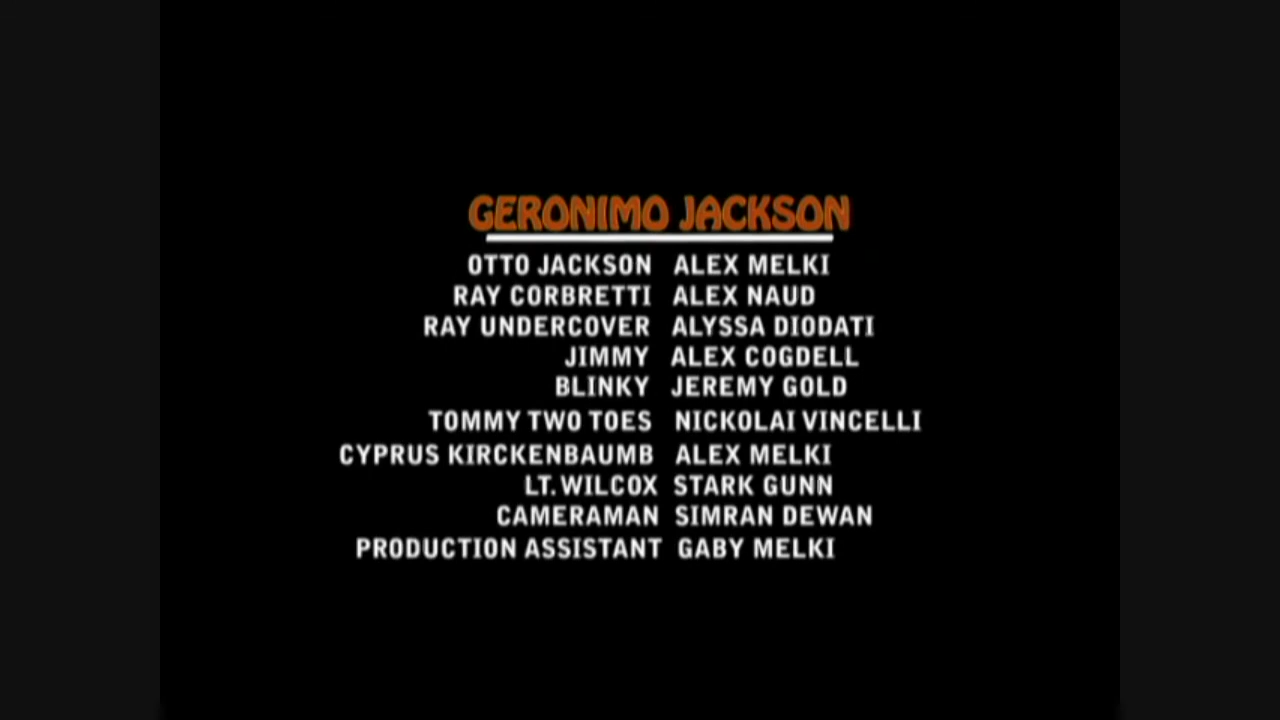 GERONIMO JACKSON
OTTO JACKSON ALEX MELKI
RAY CORBRETTI ALEX NAUD
RAY UNDERCOVER ALYSSA DIODATI
JIMMY ALEX COGDELL
BLINKY JEREMY GOLD
TOMMY TWO TOES NICKOLAI VINCELLI
CYPRUS KIRCKENBAUMB ALEX MELKI
LT. WILCOX STARK GUNN
CAMERAMAN SIMRAN DEWAN
PRODUCTION ASSISTANT GABY MELKI